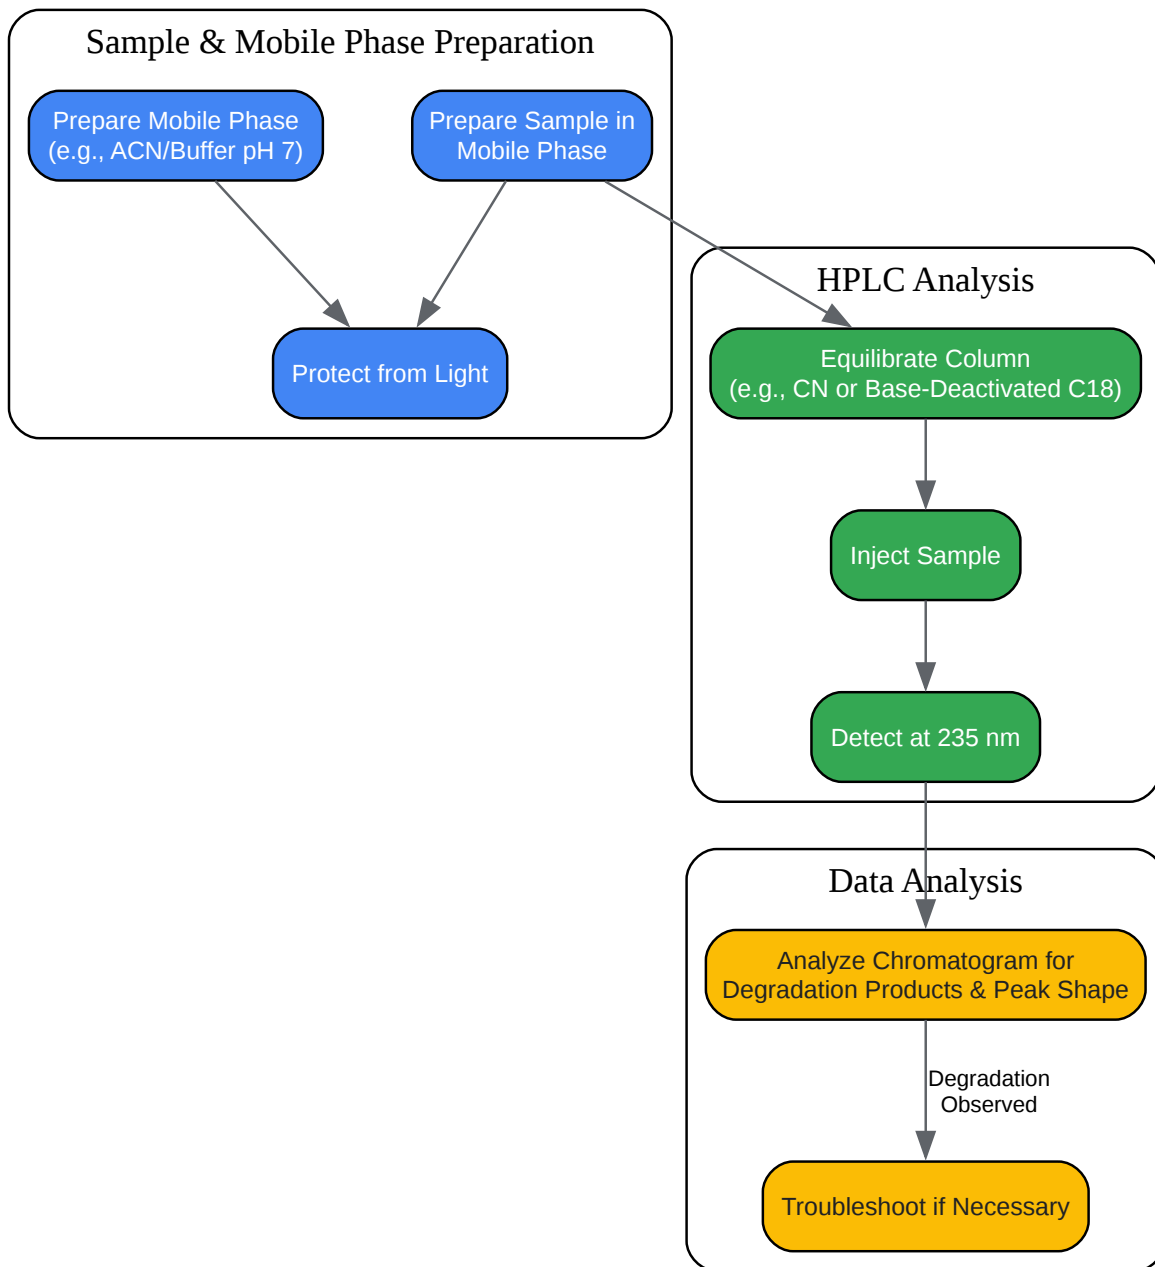 Sample & Mobile Phase Preparation
Prepare Mobile Phase
(e.g., ACN/Buffer pH 7)
Prepare Sample in
Mobile Phase
Protect from Light
HPLC Analysis
Equilibrate Column
(e.g., CN or Base-Deactivated C18)
Inject Sample
Detect at 235 nm
Data Analysis
Analyze Chromatogram for
Degradation Products & Peak Shape
Degradation
Observed
Troubleshoot if Necessary